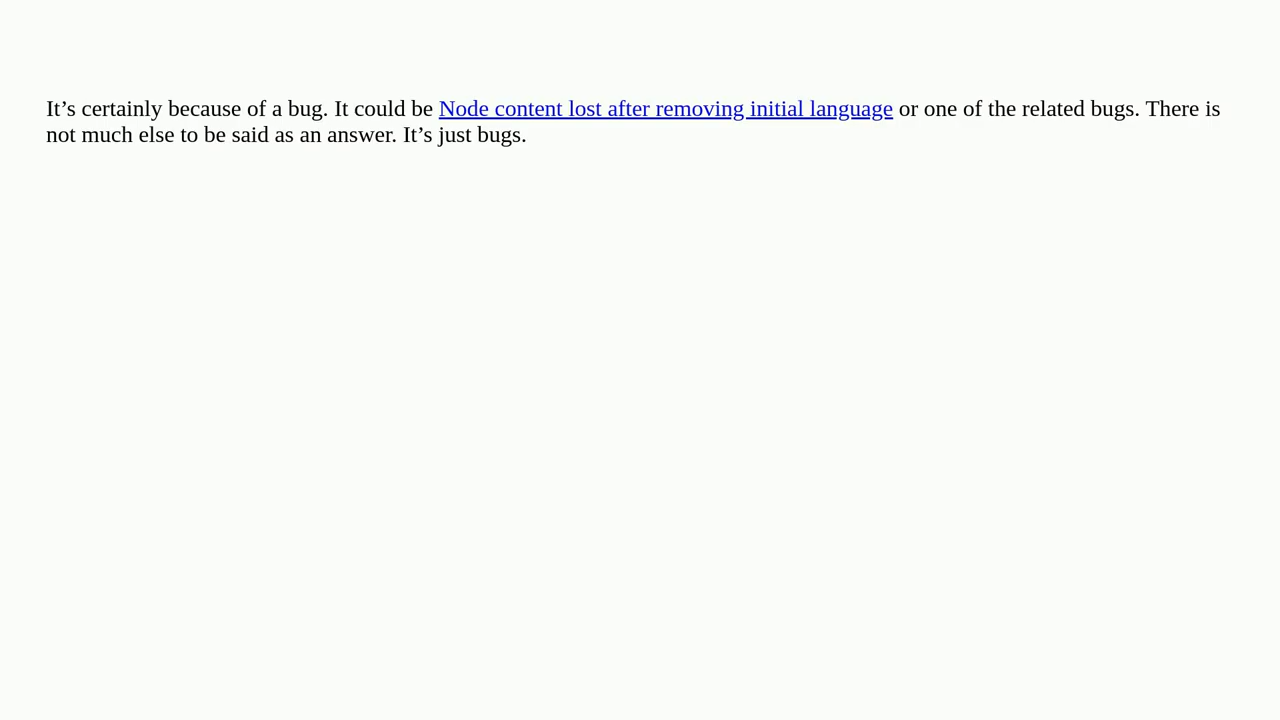 It’s certainly because of a bug. It could be Node content lost after removing initial language or one of the related bugs. There is
not much else to be said as an answer. It’s just bugs.